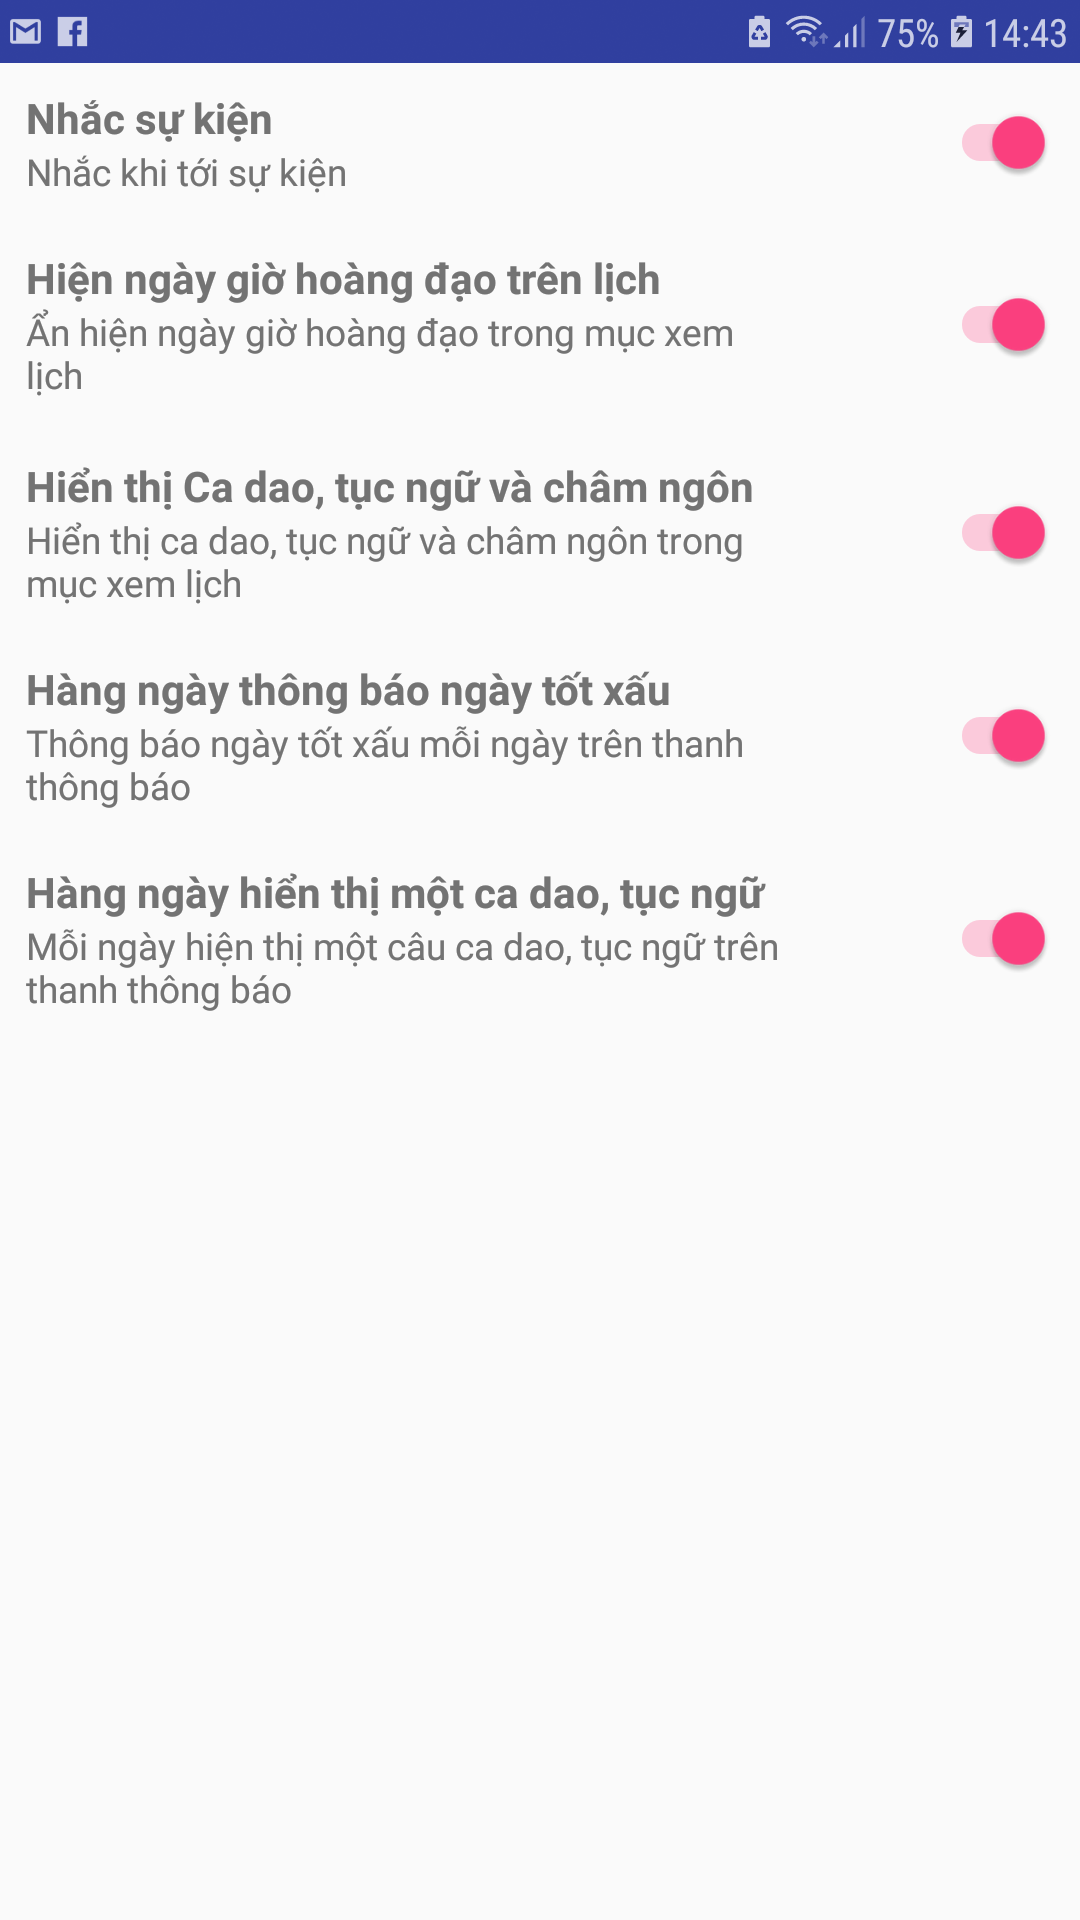 75% 14:43
Nhắc sự kiện
Nhắc khi tới sự kiện
Hiện ngày giờ hoàng đạo trên lịch
Ẩn hiện ngày giờ hoàng đạo trong mục xem
lịch
Hiển thị Ca dao, tục ngữ và châm ngôn
Hiển thị ca dao, tục ngữ và châm ngôn trong
mục xem lịch
Hàng ngày thông báo ngày tốt xấu
Thông báo ngày tốt xấu mỗi ngày trên thanh
thông báo
Hàng ngày hiển thị một ca dao, tục ngữ
Mỗi ngày hiện thị một câu ca dao, tục ngữ trên
thanh thông báo